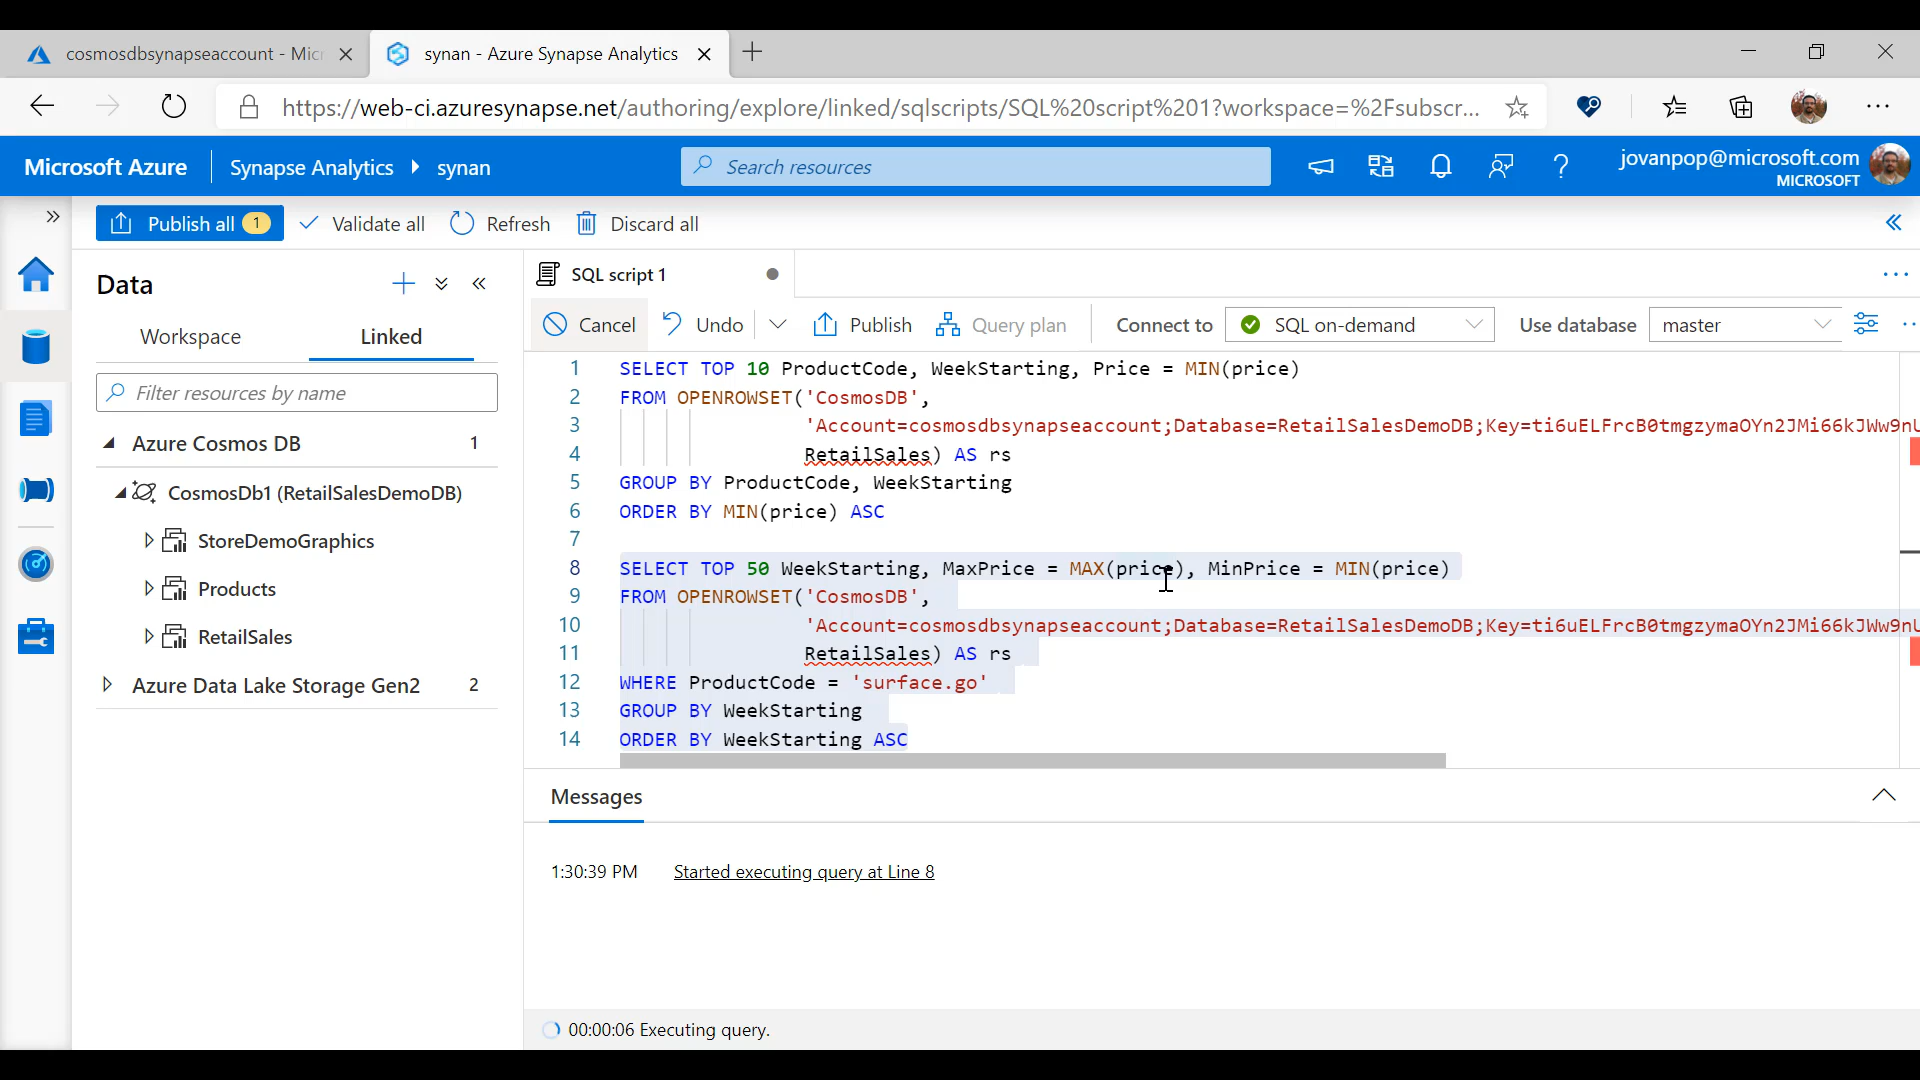 cosmosdbsynapseaccount - Mic
synan - Azure Synapse Analytics
https://web-ci.azuresynapse.net/authoring/explore/linked/sqlscripts/SQL%20script%201?workspace=%2Fsubscr...
Microsoft Azure
Synapse Analytics
synan
Search resources
jovanpop@microsoft.com
MICROSOFT
Publish all 1
Validate all
Refresh
Discard all
Data
Workspace
Linked
Filter resources by name
Azure Cosmos DB 1
CosmosDb1 (RetailSalesDemoDB)
StoreDemoGraphics
Products
RetailSales
Azure Data Lake Storage Gen2 2
SQL script 1
Cancel
Undo
Publish
Query plan
Connect to
SQL on-demand
Use database
master
1 SELECT TOP 10 ProductCode, WeekStarting, Price = MIN(price)
2 FROM OPENROWSET('CosmosDB',
3 'Account=cosmosdbsynapseaccount;Database=RetailSalesDemoDB;Key=ti6uELFrcB0tmgzymaOYn2JMi66kJWw9nU
4 RetailSales) AS rs
5 GROUP BY ProductCode, WeekStarting
6 ORDER BY MIN(price) ASC
7
8 SELECT TOP 50 WeekStarting, MaxPrice = MAX(price), MinPrice = MIN(price)
9 FROM OPENROWSET('CosmosDB',
10 'Account=cosmosdbsynapseaccount;Database=RetailSalesDemoDB;Key=ti6uELFrcB0tmgzymaOYn2JMi66kJWw9nU
11 RetailSales) AS rs
12 WHERE ProductCode = 'surface.go'
13 GROUP BY WeekStarting
14 ORDER BY WeekStarting ASC
Messages
1:30:39 PM Started executing query at Line 8
00:00:06 Executing query.